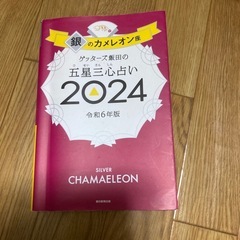 銀のカメレオン座
ゲッターズ飯田の
五星三心占い
2024
令和6年版
SILVER
CHAMAELEON